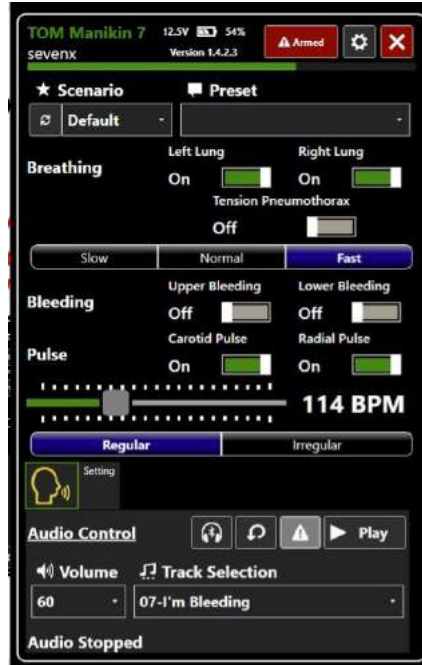 TOM Manikin 7 12.5V 54%
sevenx Version 1.4.2.3 Armed
Scenario Preset
Default
Left Lung Right Lung
Breathing On On
Tension Pneumothorax
Off
Slow Normal Fast
Upper Bleeding Lower Bleeding
Bleeding Off Off
Carotid Pulse Radial Pulse
Pulse On On
114 BPM
Regular Irregular
Setting
Audio Control Play
Volume Track Selection
60 07-I'm Bleeding
Audio Stopped